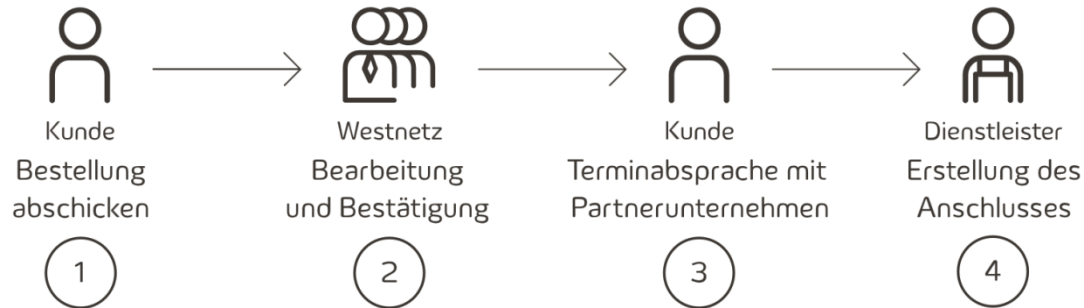 Kunde
Bestellung
abschicken
1
Westnetz
Bearbeitung
und Bestätigung
2
Kunde
Terminabsprache mit
Partnerunternehmen
3
Dienstleister
Erstellung des
Anschlusses
4